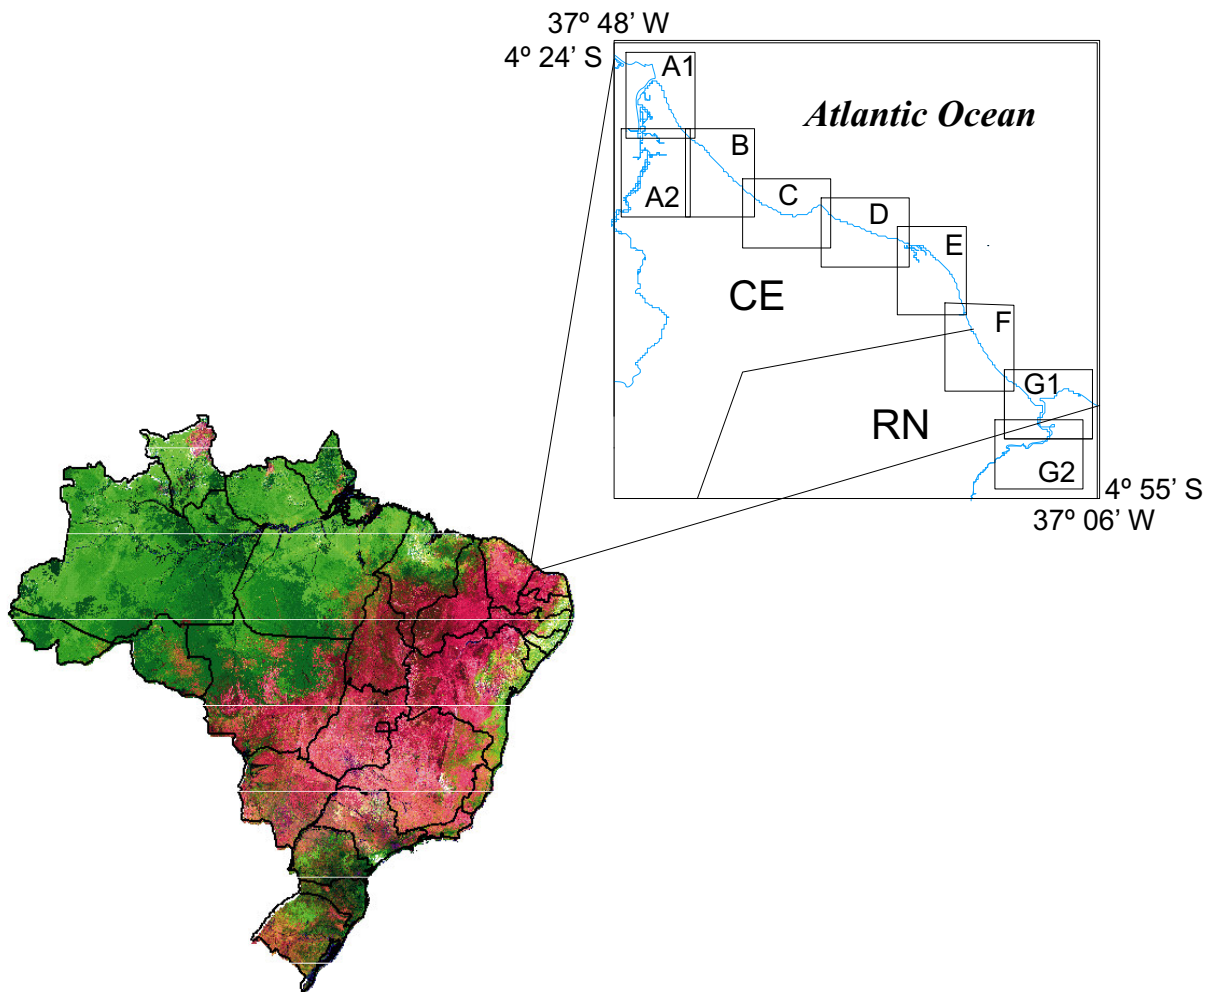 37º 48’ W
4º 24’ S
A1
Atlantic Ocean
B
A2
C
D
E
CE
F
G1
RN
G2
4º 55’ S
37º 06’ W